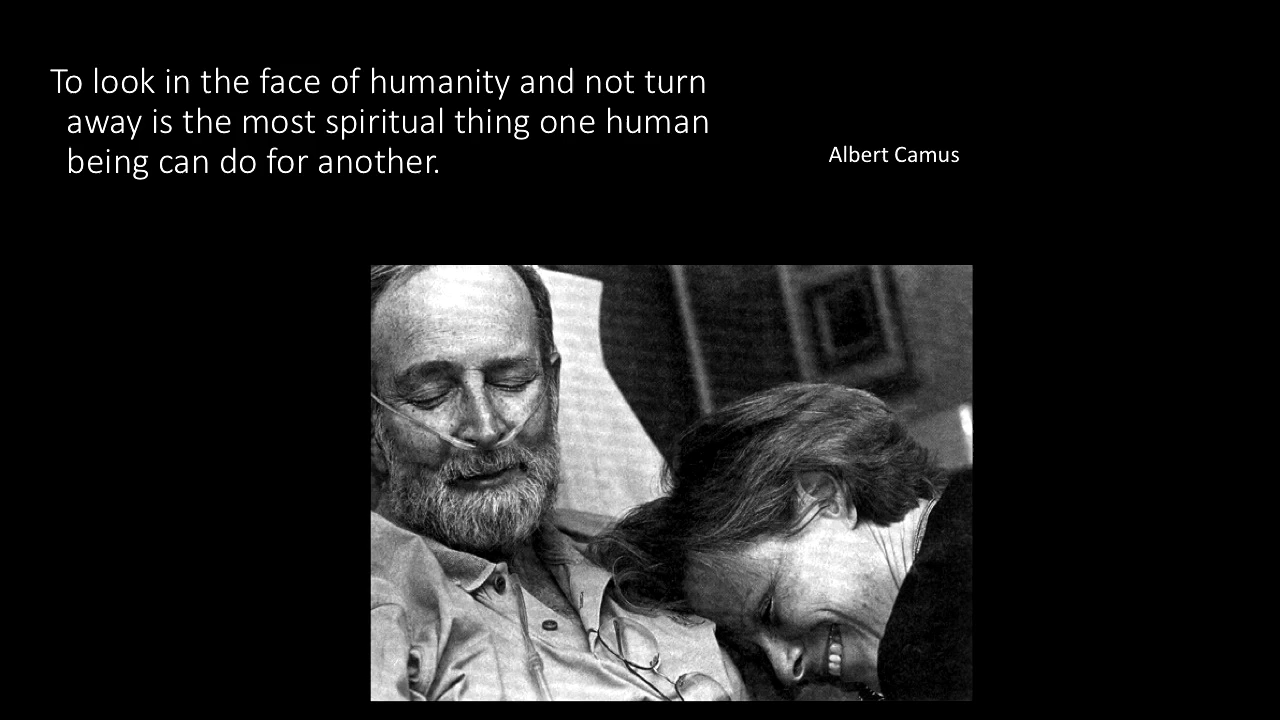 To look in the face of humanity and not turn
away is the most spiritual thing one human
being can do for another.
Albert Camus